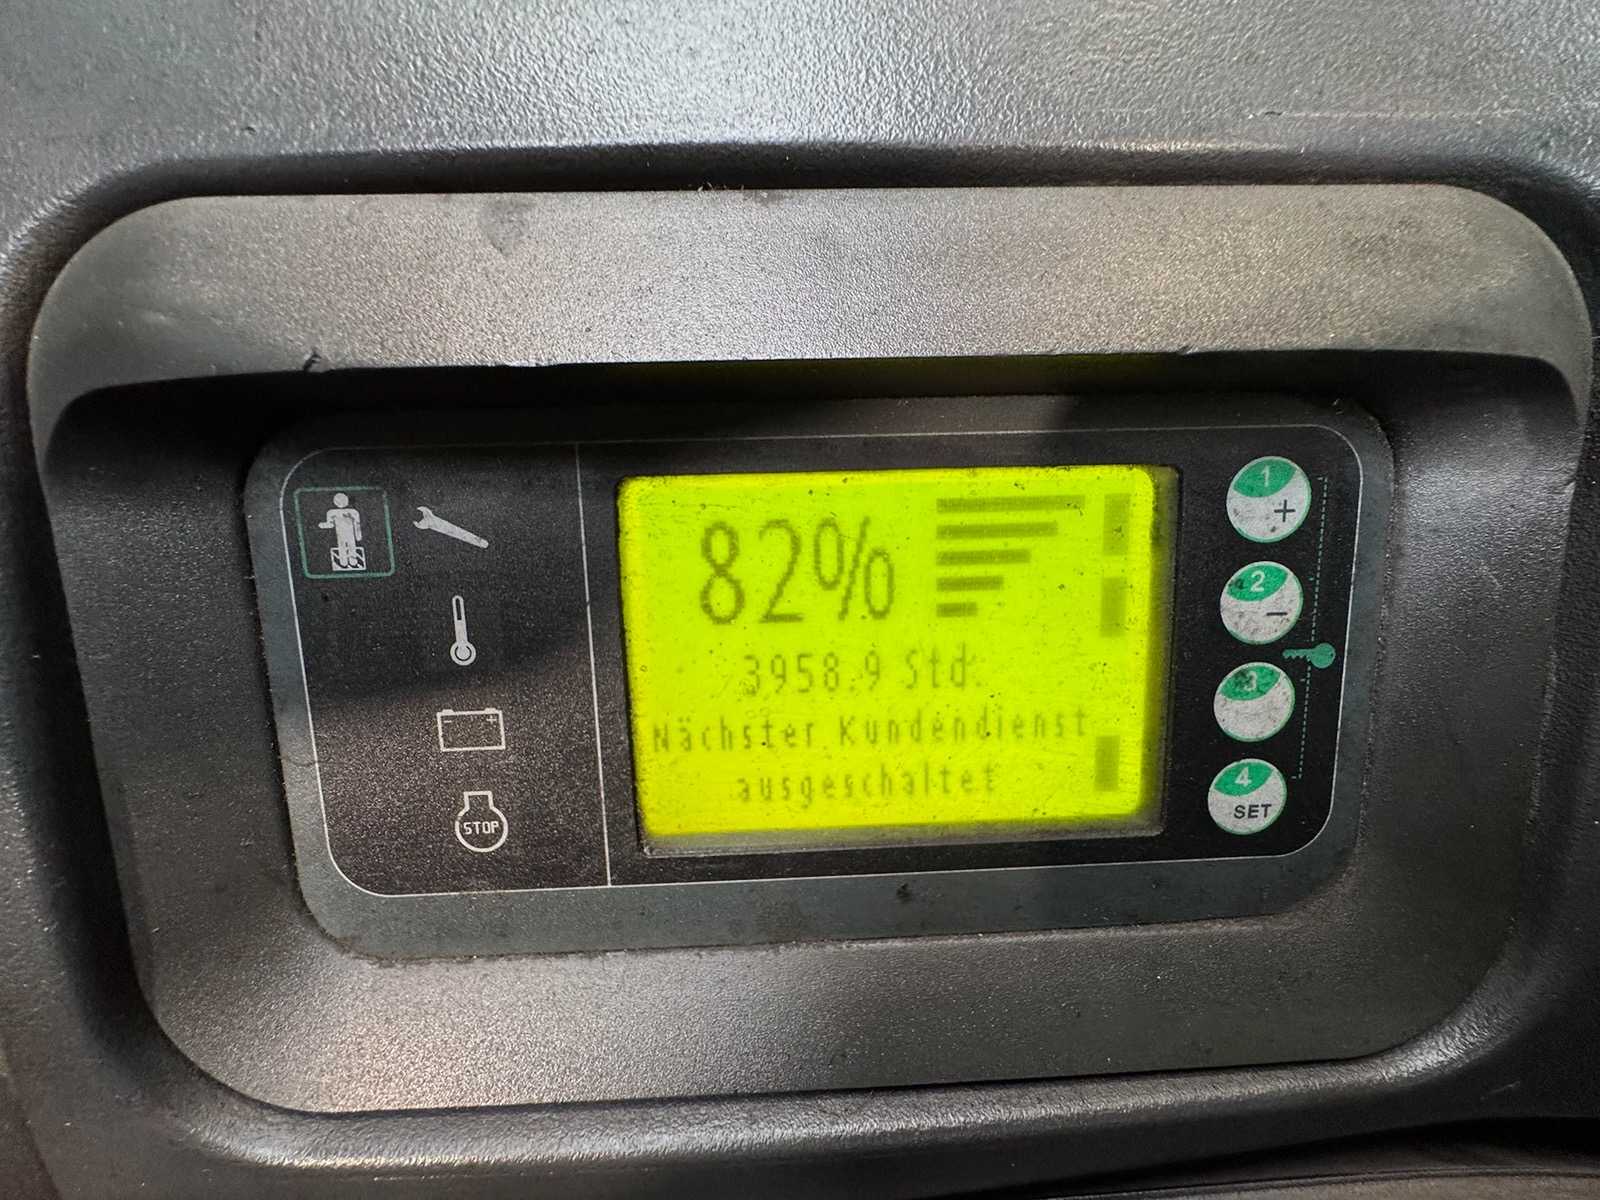 82%
3958.9 Std.
Nächster Kundendienst
ausgeschaltet
STOP
1
+
2
−
3
4
SET